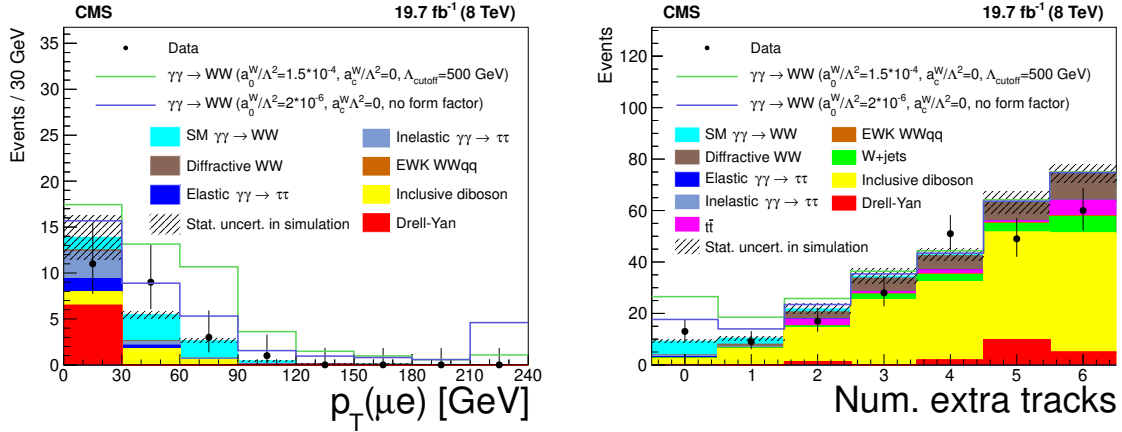 CMS 19.7 fb⁻¹ (8 TeV)
Events / 30 GeV
35
30
25
20
15
10
5
0
Data
γγ → WW (a₀ᵂ/Λ²=1.5*10⁻⁴, a_cᵂ/Λ²=0, Λ_cutoff=500 GeV)
γγ → WW (a₀ᵂ/Λ²=2*10⁻⁶, a_cᵂ/Λ²=0, no form factor)
SM γγ → WW
Diffractive WW
Elastic γγ → ττ
Stat. uncert. in simulation
Inelastic γγ → ττ
EWK WWqq
Inclusive diboson
Drell-Yan
0 30 60 90 120 150 180 210 240
p_T(μe) [GeV]
CMS 19.7 fb⁻¹ (8 TeV)
Events
120
100
80
60
40
20
0
Data
γγ → WW (a₀ᵂ/Λ²=1.5*10⁻⁴, a_cᵂ/Λ²=0, Λ_cutoff=500 GeV)
γγ → WW (a₀ᵂ/Λ²=2*10⁻⁶, a_cᵂΛ²=0, no form factor)
SM γγ → WW
Diffractive WW
Elastic γγ → ττ
Inelastic γγ → ττ
tt̄
Stat. uncert. in simulation
EWK WWqq
W+jets
Inclusive diboson
Drell-Yan
0 1 2 3 4 5 6
Num. extra tracks